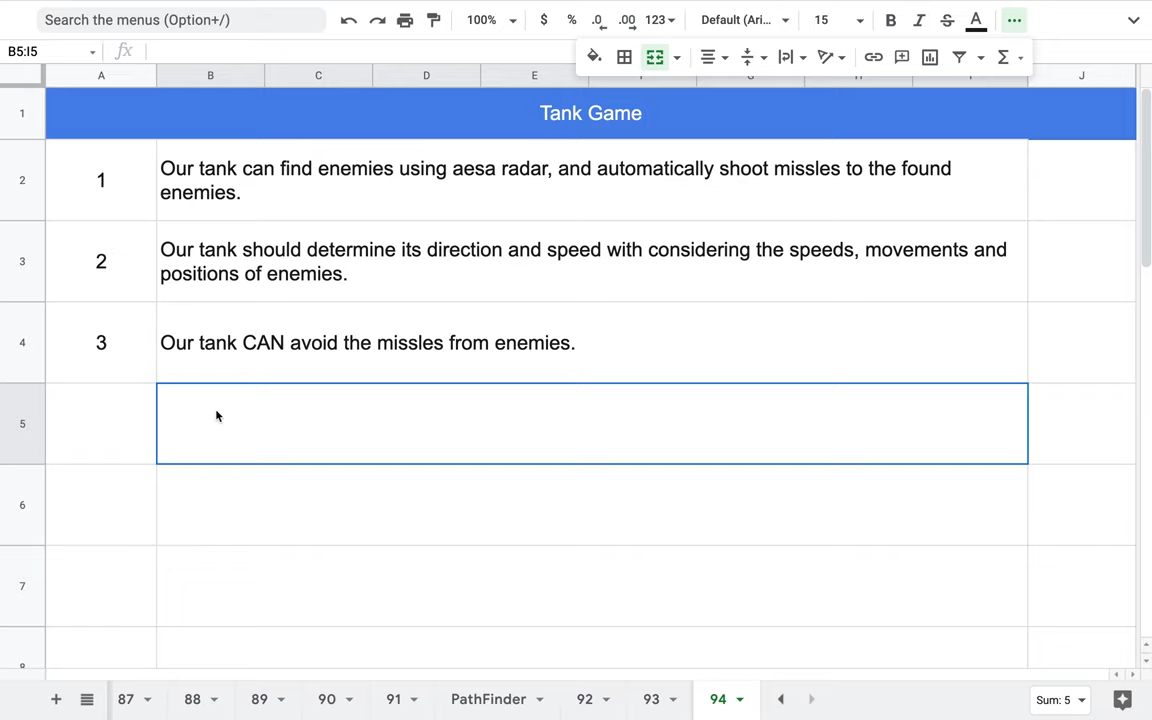 Search the menus (Option+/)
100%
$ % .0 .00 123
Default (Ari...
15
B I S A
B5:I5
fx
A B C D E J
1 Tank Game
2 1 Our tank can find enemies using aesa radar, and automatically shoot missles to the found
enemies.
3 2 Our tank should determine its direction and speed with considering the speeds, movements and
positions of enemies.
4 3 Our tank CAN avoid the missles from enemies.
5
6
7
87 88 89 90 91 PathFinder 92 93 94 Sum: 5